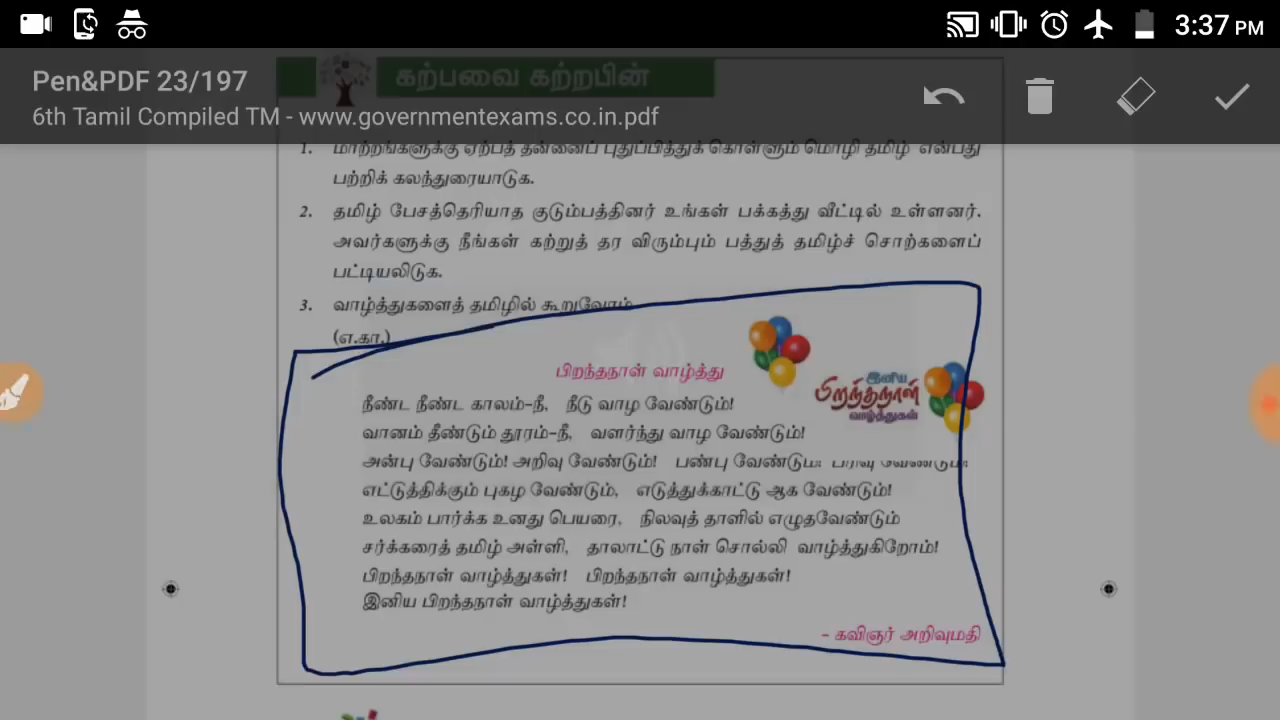 3:37 PM
Pen&PDF 23/197
6th Tamil Compiled TM - www.governmentexams.co.in.pdf
கற்பவை கற்றபின்
1. மாற்றங்களுக்கு ஏற்பத் தன்னைப் புதுப்பித்துக் கொள்ளும் மொழி தமிழ் என்பது
பற்றிக் கலந்துரையாடுக.
2. தமிழ் பேசத்தெரியாத குடும்பத்தினர் உங்கள் பக்கத்து வீட்டில் உள்ளனர்.
அவர்களுக்கு நீங்கள் கற்றுத் தர விரும்பும் பத்துத் தமிழ்ச் சொற்களைப்
பட்டியலிடுக.
3. வாழ்த்துகளைத் தமிழில் கூறுவோம்
(எ.கா.)
பிறந்தநாள் வாழ்த்து
இனிய
பிறந்தநாள்
வாழ்த்துகள்
நீண்ட நீண்ட காலம்-நீ, நீடு வாழ வேண்டும்!
வானம் தீண்டும் தூரம்-நீ, வளர்ந்து வாழ வேண்டும்!
அன்பு வேண்டும்! அறிவு வேண்டும்! பண்பு வேண்டும்! பரிவு வேண்டும்!
எட்டுத்திக்கும் புகழ வேண்டும், எடுத்துக்காட்டு ஆக வேண்டும்!
உலகம் பார்க்க உனது பெயரை, நிலவுத் தாளில் எழுதவேண்டும்
சர்க்கரைத் தமிழ் அள்ளி, தாலாட்டு நாள் சொல்லி வாழ்த்துகிறோம்!
பிறந்தநாள் வாழ்த்துகள்! பிறந்தநாள் வாழ்த்துகள்!
இனிய பிறந்தநாள் வாழ்த்துகள்!
- கவிஞர் அறிவுமதி